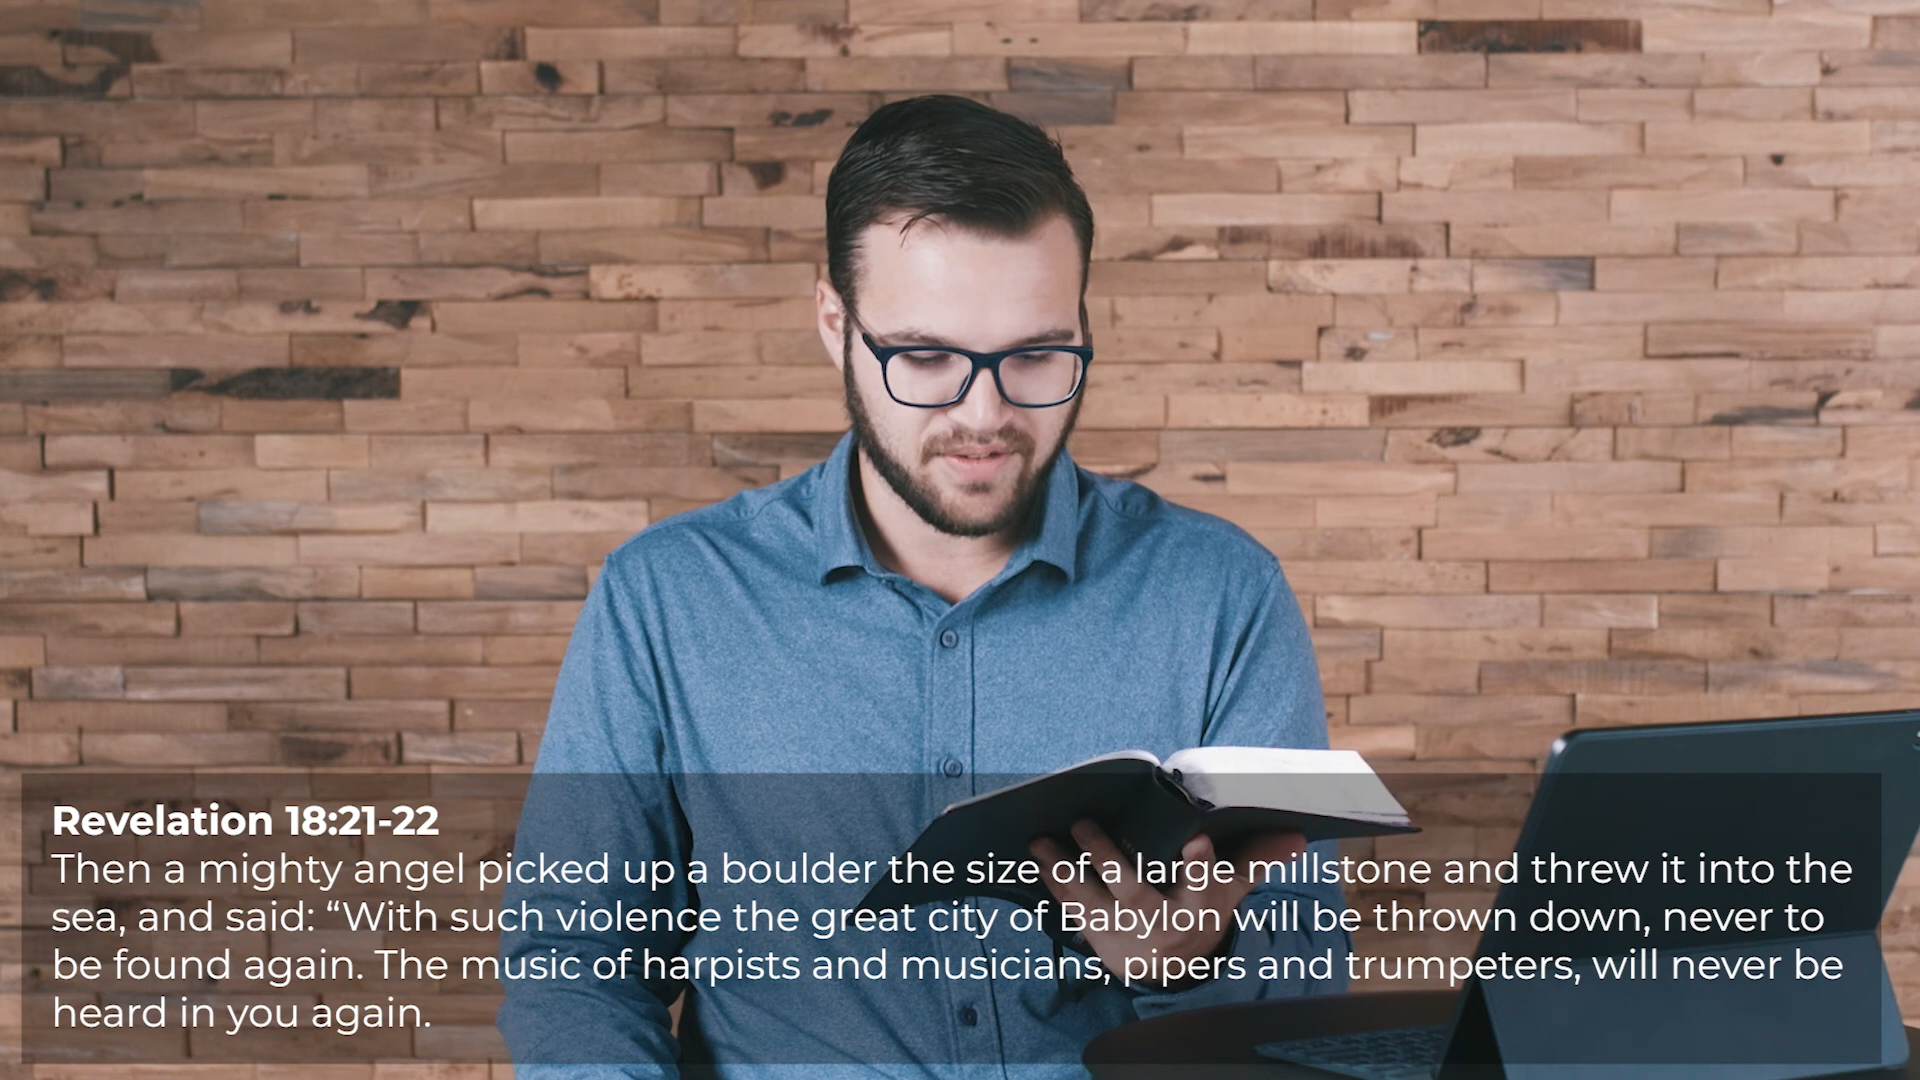 Revelation 18:21-22
Then a mighty angel picked up a boulder the size of a large millstone and threw it into the
sea, and said: “With such violence the great city of Babylon will be thrown down, never to
be found again. The music of harpists and musicians, pipers and trumpeters, will never be
heard in you again.